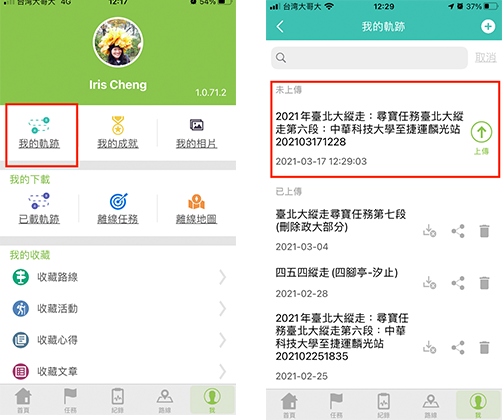 台灣大哥大 4G
12:17
54%
Iris Cheng
1.0.71.2
我的軌跡
我的成就
我的相片
我的下載
已載軌跡
離線任務
離線地圖
我的收藏
收藏路線
收藏活動
收藏心得
收藏文章
首頁
任務
紀錄
路線
我
台灣大哥大
12:29
37%
我的軌跡
取消
未上傳
2021年臺北大縱走：尋寶任務臺北大縱
走第六段：中華科技大學至捷運麟光站
202103171228
2021-03-17 12:29:03
上傳
已上傳
臺北大縱走尋寶任務第七段
(刪除政大部分)
2021-03-04
四五四縱走 (四腳亭-汐止)
2021-02-28
2021年臺北大縱走：尋寶任
務臺北大縱走第六段：中華
科技大學至捷運麟光站
202102251835
2021-02-25
首頁
任務
紀錄
路線
我